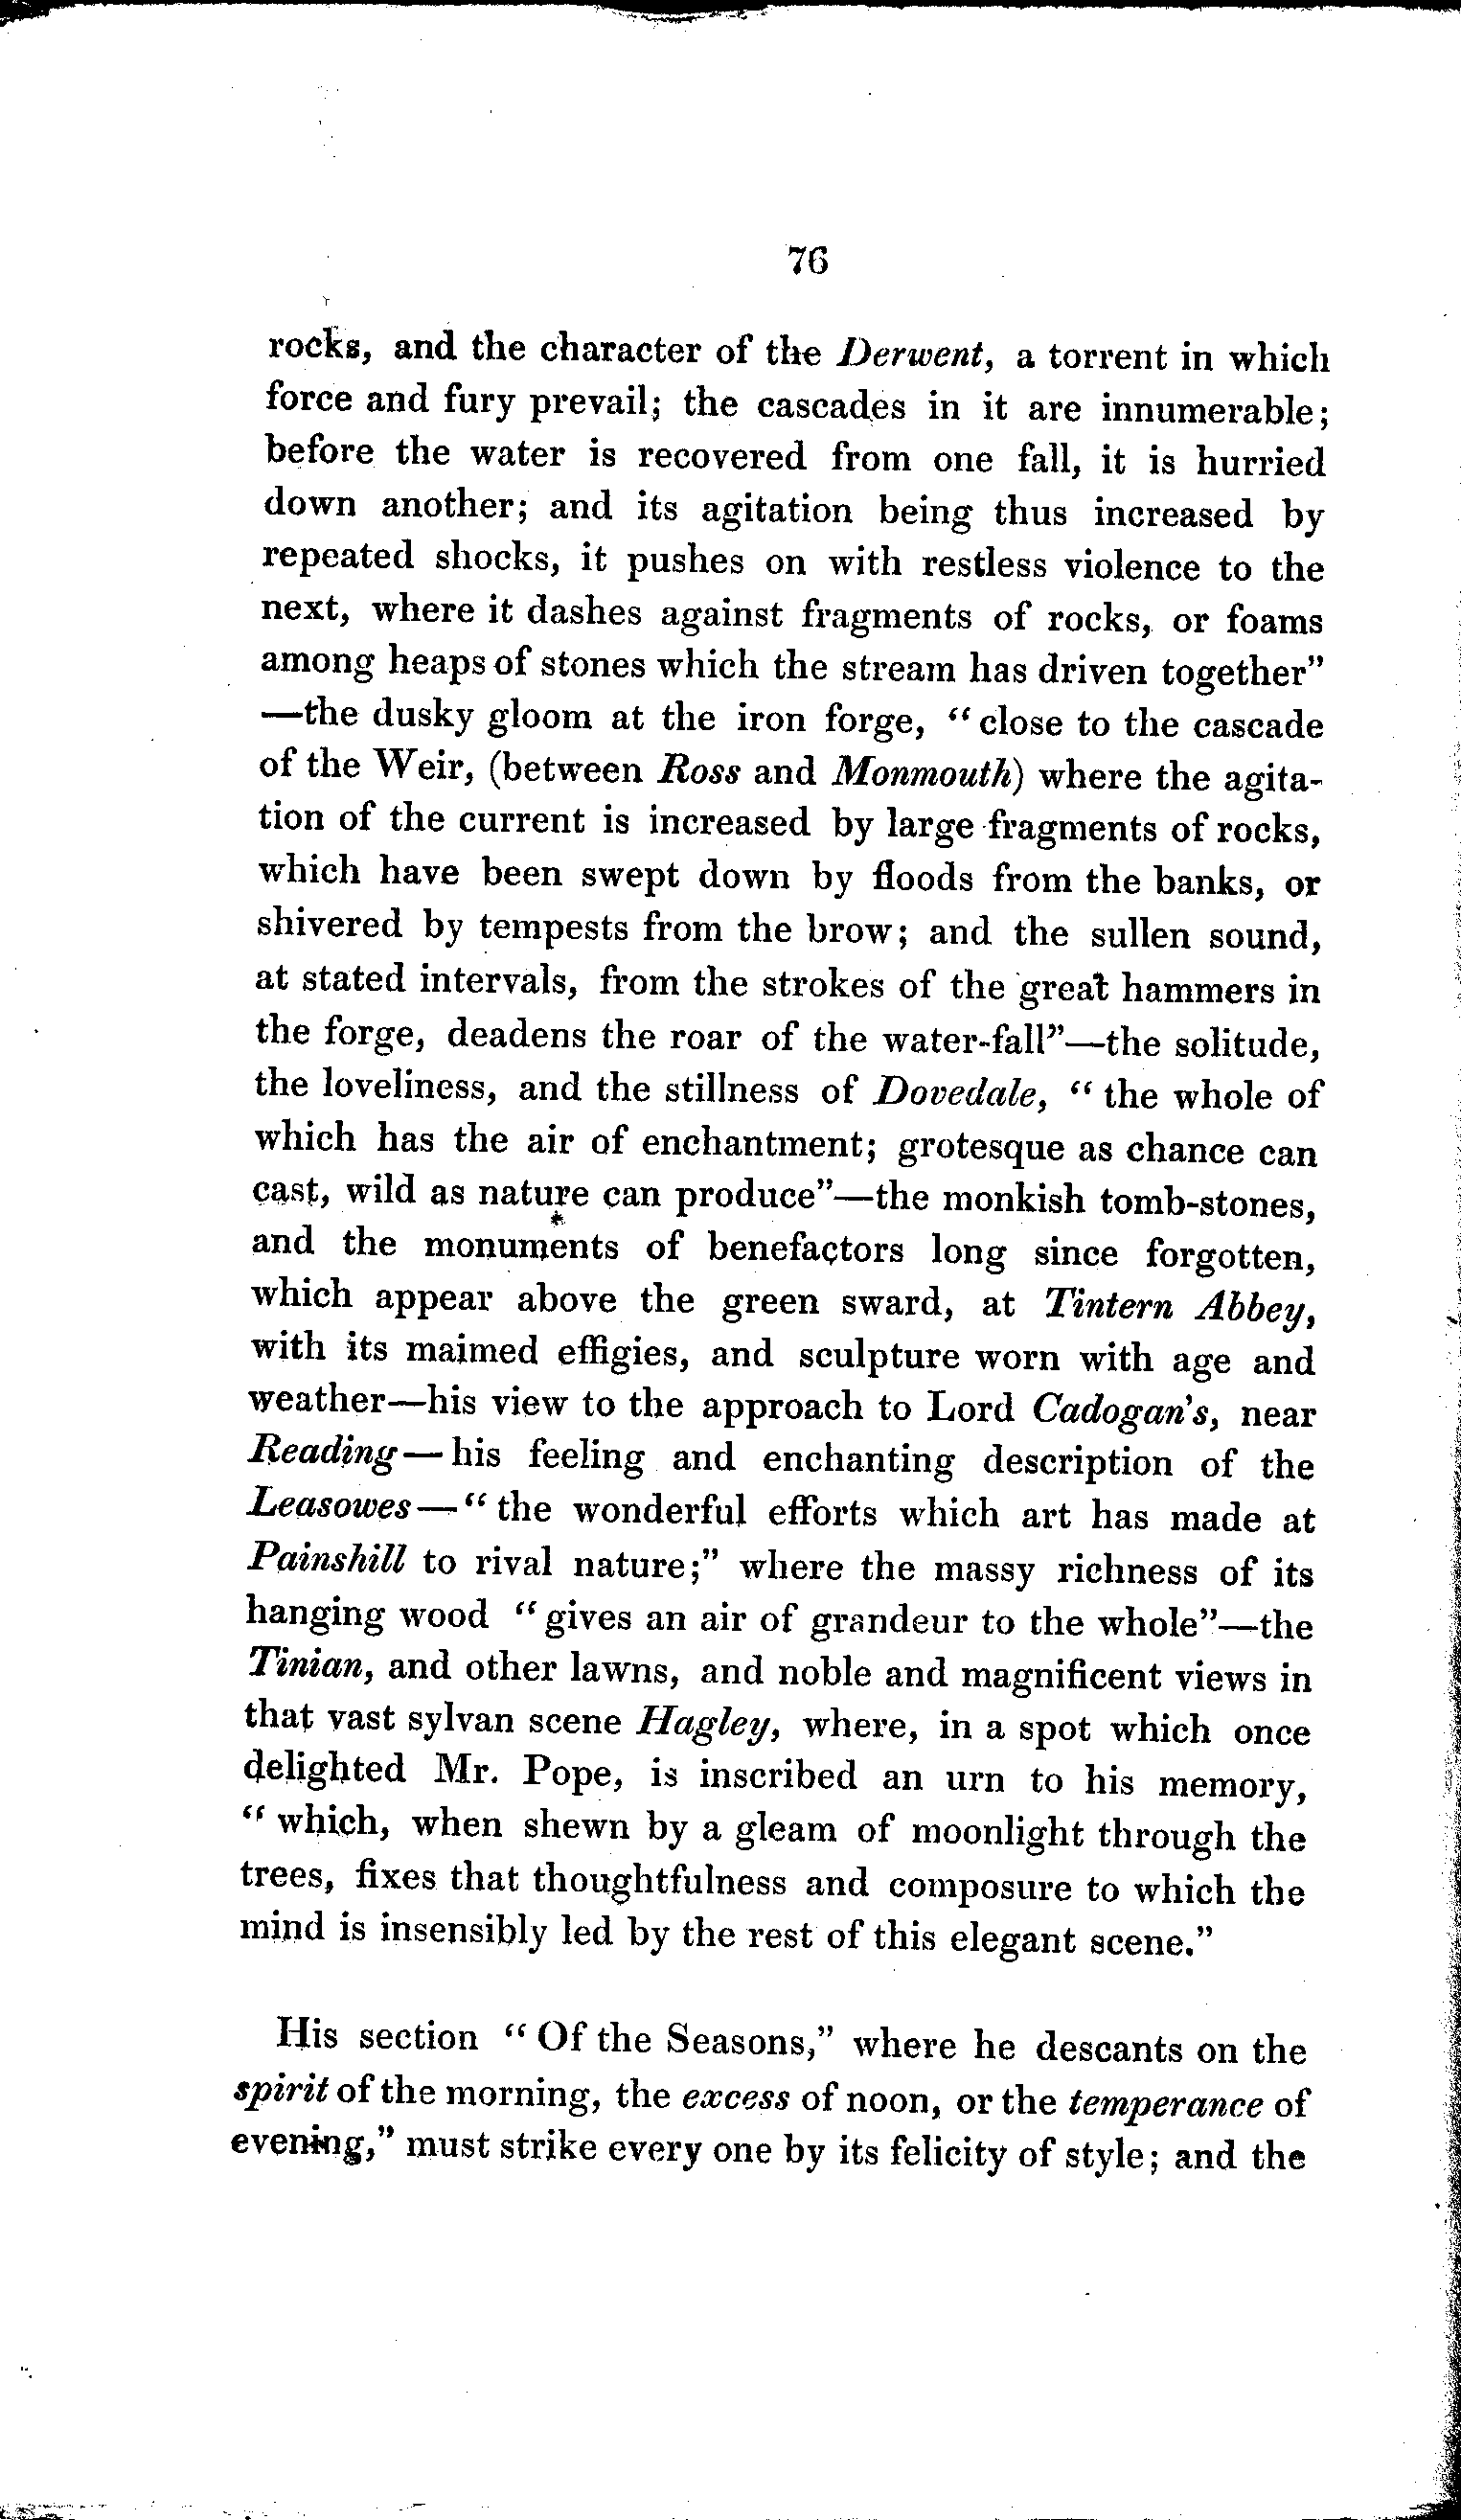 76
rocks, and the character of the Derwent, a torrent in which
force and fury prevail; the cascades in it are innumerable;
before the water is recovered from one fall, it is hurried
down another; and its agitation being thus increased by
repeated shocks, it pushes on with restless violence to the
next, where it dashes against fragments of rocks, or foams
among heaps of stones which the stream has driven together”
—the dusky gloom at the iron forge, “close to the cascade
of the Weir, (between Ross and Monmouth) where the agita-
tion of the current is increased by large fragments of rocks,
which have been swept down by floods from the banks, or
shivered by tempests from the brow; and the sullen sound,
at stated intervals, from the strokes of the great hammers in
the forge, deadens the roar of the water-fall”—the solitude,
the loveliness, and the stillness of Dovedale, “the whole of
which has the air of enchantment; grotesque as chance can
cast, wild as nature can produce”—the monkish tomb-stones,
and the monuments of benefactors long since forgotten,
which appear above the green sward, at Tintern Abbey,
with its maimed effigies, and sculpture worn with age and
weather—his view to the approach to Lord Cadogan's, near
Reading—his feeling and enchanting description of the
Leasowes—“the wonderful efforts which art has made at
Painshill to rival nature;” where the massy richness of its
hanging wood “gives an air of grandeur to the whole”—the
Tinian, and other lawns, and noble and magnificent views in
that vast sylvan scene Hagley, where, in a spot which once
delighted Mr. Pope, is inscribed an urn to his memory,
“which, when shewn by a gleam of moonlight through the
trees, fixes that thoughtfulness and composure to which the
mind is insensibly led by the rest of this elegant scene.”
His section “Of the Seasons,” where he descants on the
spirit of the morning, the excess of noon, or the temperance of
evening,” must strike every one by its felicity of style; and the